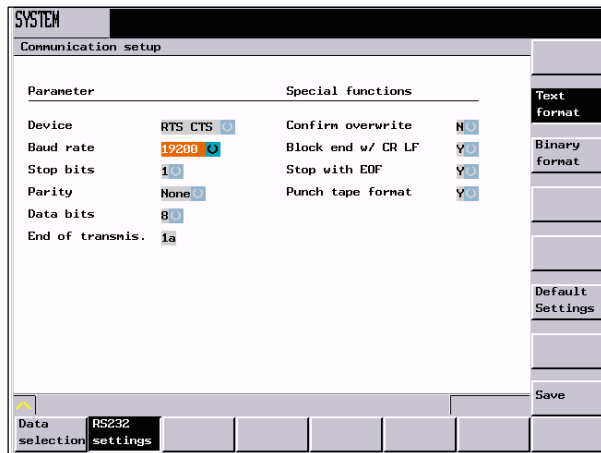 SYSTEM
Communication setup
Parameter Special functions
Device RTS CTS Confirm overwrite N
Baud rate 19200 Block end w/ CR LF Y
Stop bits 1 Stop with EOF Y
Parity None Punch tape format Y
Data bits 8
End of transmis. 1a
Text
format
Binary
format
Default
Settings
Save
Data
selection
RS232
settings